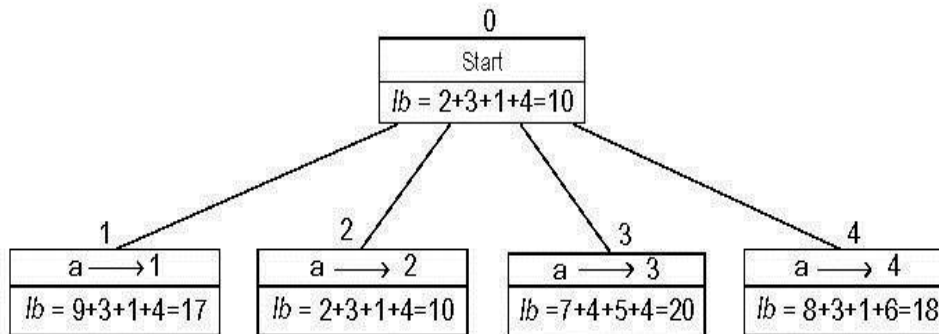 0
Start
lb = 2+3+1+4=10
1
2
3
4
a ⟶ 1
a ⟶ 2
a ⟶ 3
a ⟶ 4
lb = 9+3+1+4=17
lb = 2+3+1+4=10
lb =7+4+5+4=20
lb = 8+3+1+6=18